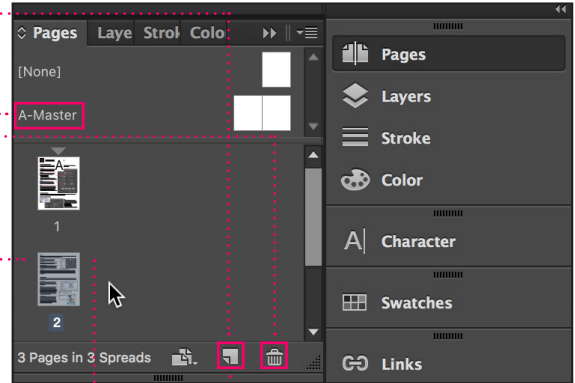 Pages Laye Strok Colo
[None]
A-Master
A
1
2
3 Pages in 3 Spreads
Pages
Layers
Stroke
Color
A Character
Swatches
Links